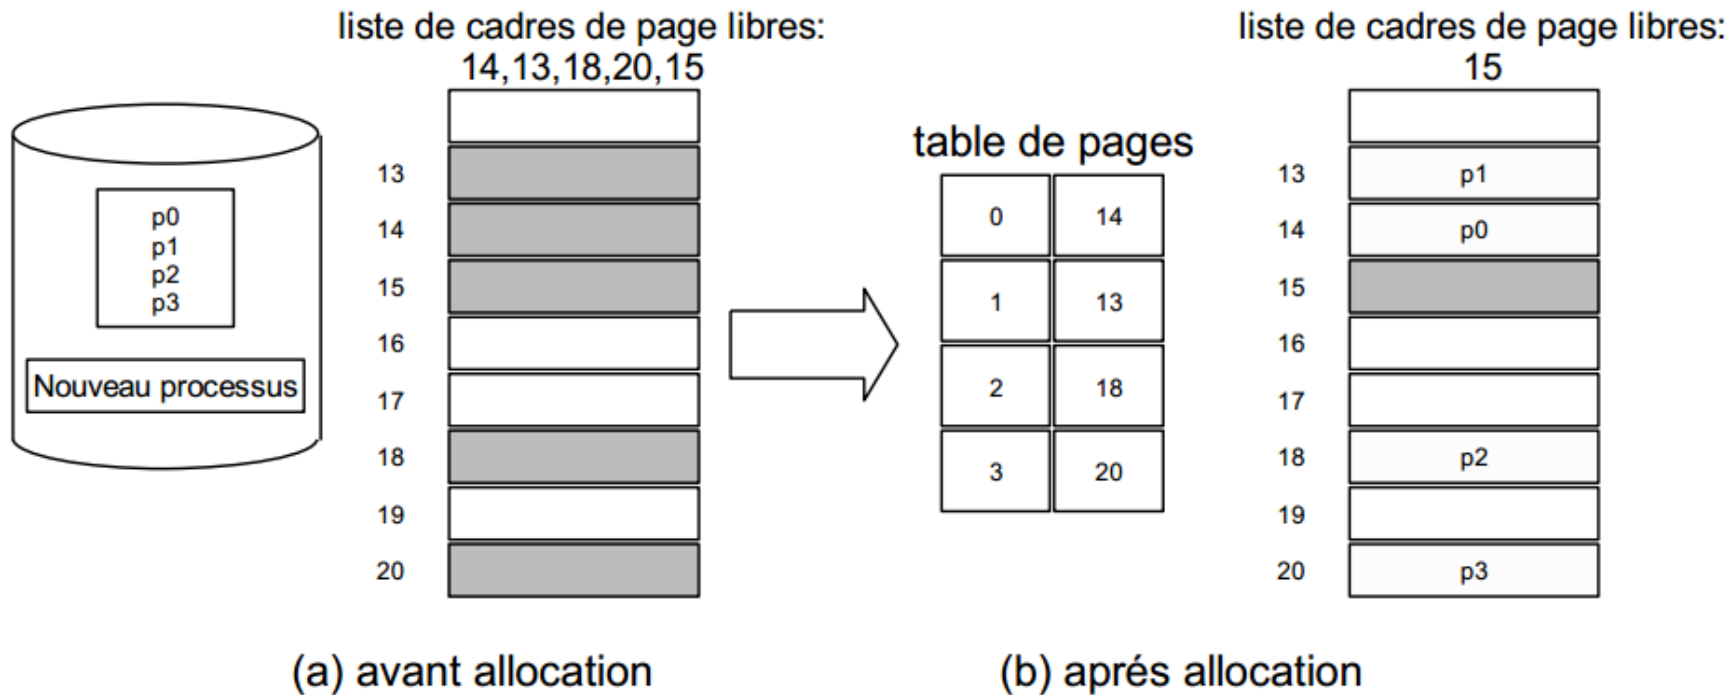 liste de cadres de page libres:
14,13,18,20,15
p0
p1
p2
p3
Nouveau processus
13
14
15
16
17
18
19
20
(a) avant allocation
table de pages
0 14
1 13
2 18
3 20
liste de cadres de page libres:
15
13 p1
14 p0
15
16
17
18 p2
19
20 p3
(b) aprés allocation